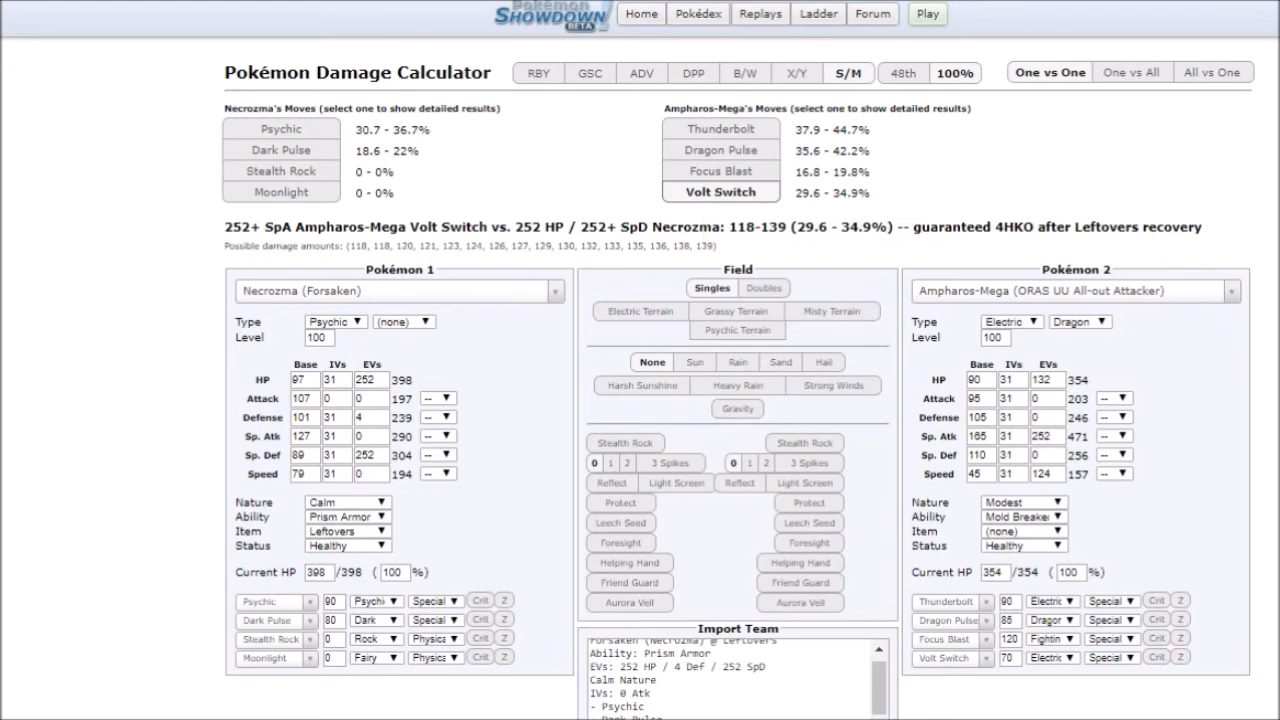 Pokémon
SHOWDOWN!
BETA
Home Pokédex Replays Ladder Forum Play
Pokémon Damage Calculator RBY GSC ADV DPP B/W X/Y S/M 48th 100% One vs One One vs All All vs One
Necrozma's Moves (select one to show detailed results) Ampharos-Mega's Moves (select one to show detailed results)
Psychic 30.7 - 36.7% Thunderbolt 37.9 - 44.7%
Dark Pulse 18.6 - 22% Dragon Pulse 35.6 - 42.2%
Stealth Rock 0 - 0% Focus Blast 16.8 - 19.8%
Moonlight 0 - 0% Volt Switch 29.6 - 34.9%
252+ SpA Ampharos-Mega Volt Switch vs. 252 HP / 252+ SpD Necrozma: 118-139 (29.6 - 34.9%) -- guaranteed 4HKO after Leftovers recovery
Possible damage amounts: (118, 118, 120, 121, 123, 124, 126, 127, 129, 130, 132, 133, 135, 136, 138, 139)
Pokémon 1
Necrozma (Forsaken)
Type Psychic (none)
Level 100
Base IVs EVs
HP 97 31 252 398
Attack 107 0 0 197 --
Defense 101 31 4 239 --
Sp. Atk 127 31 0 290 --
Sp. Def 89 31 252 304 --
Speed 79 31 0 194 --
Nature Calm
Ability Prism Armor
Item Leftovers
Status Healthy
Current HP 398 /398 ( 100 %)
Psychic 90 Psychi Special Crit Z
Dark Pulse 80 Dark Special Crit Z
Stealth Rock 0 Rock Physica Crit Z
Moonlight 0 Fairy Physica Crit Z
Field
Singles Doubles
Electric Terrain Grassy Terrain Misty Terrain
Psychic Terrain
None Sun Rain Sand Hail
Harsh Sunshine Heavy Rain Strong Winds
Gravity
Stealth Rock Stealth Rock
0 1 2 3 Spikes 0 1 2 3 Spikes
Reflect Light Screen Reflect Light Screen
Protect Protect
Leech Seed Leech Seed
Foresight Foresight
Helping Hand Helping Hand
Friend Guard Friend Guard
Aurora Veil Aurora Veil
Import Team
Forsaken (Necrozma) @ Leftovers
Ability: Prism Armor
EVs: 252 HP / 4 Def / 252 SpD
Calm Nature
IVs: 0 Atk
- Psychic
- Dark Pulse
Pokémon 2
Ampharos-Mega (ORAS UU All-out Attacker)
Type Electric Dragon
Level 100
Base IVs EVs
HP 90 31 132 354
Attack 95 31 0 203 --
Defense 105 31 0 246 --
Sp. Atk 165 31 252 471 --
Sp. Def 110 31 0 256 --
Speed 45 31 124 157 --
Nature Modest
Ability Mold Breaker
Item (none)
Status Healthy
Current HP 354 /354 ( 100 %)
Thunderbolt 90 Electric Special Crit Z
Dragon Pulse 85 Dragor Special Crit Z
Focus Blast 120 Fightin Special Crit Z
Volt Switch 70 Electric Special Crit Z